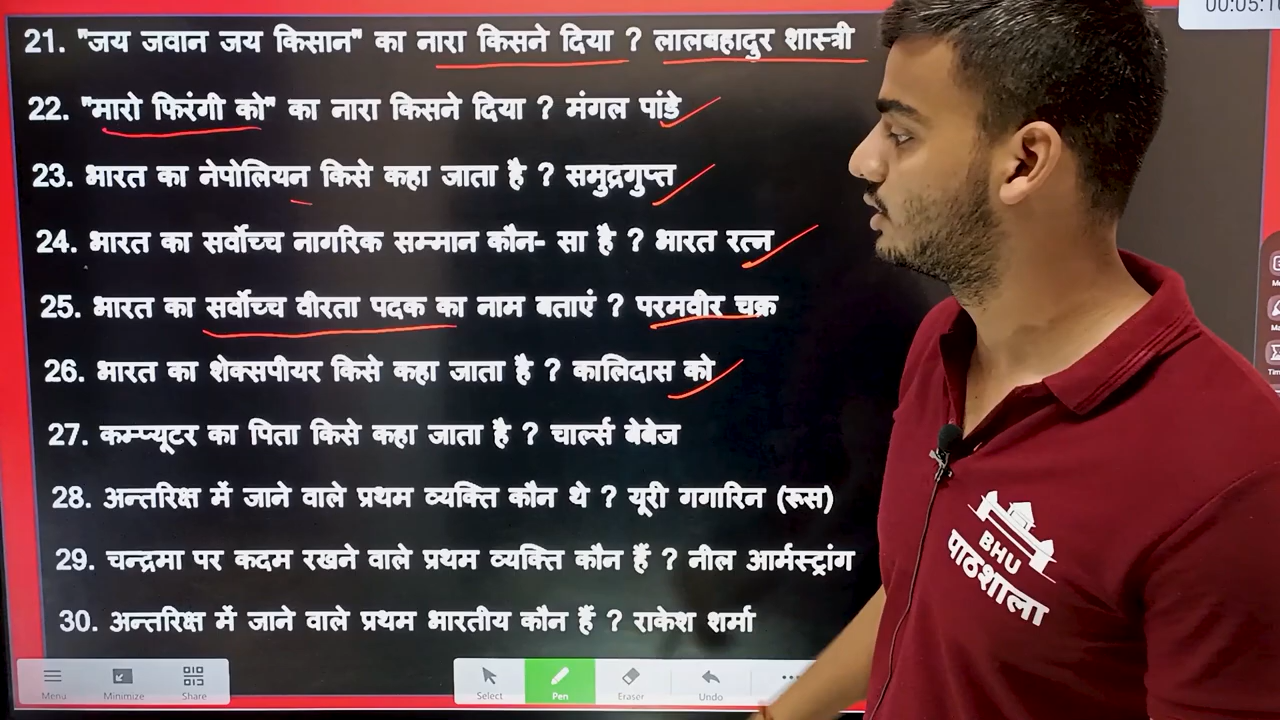 00:05:10
21. "जय जवान जय किसान" का नारा किसने दिया ? लालबहादुर शास्त्री
22. "मारो फिरंगी को" का नारा किसने दिया ? मंगल पांडे
23. भारत का नेपोलियन किसे कहा जाता है ? समुद्रगुप्त
24. भारत का सर्वोच्च नागरिक सम्मान कौन- सा है ? भारत रत्न
25. भारत का सर्वोच्च वीरता पदक का नाम बताएं ? परमवीर चक्र
26. भारत का शेक्सपीयर किसे कहा जाता है ? कालिदास को
27. कम्प्यूटर का पिता किसे कहा जाता है ? चार्ल्स बेबेज
28. अन्तरिक्ष में जाने वाले प्रथम व्यक्ति कौन थे ? यूरी गगारिन (रूस)
29. चन्द्रमा पर कदम रखने वाले प्रथम व्यक्ति कौन हैं ? नील आर्मस्ट्रांग
30. अन्तरिक्ष में जाने वाले प्रथम भारतीय कौन हैं ? राकेश शर्मा
BHU
पाठशाला
Menu Minimize Share Select Pen Eraser Undo